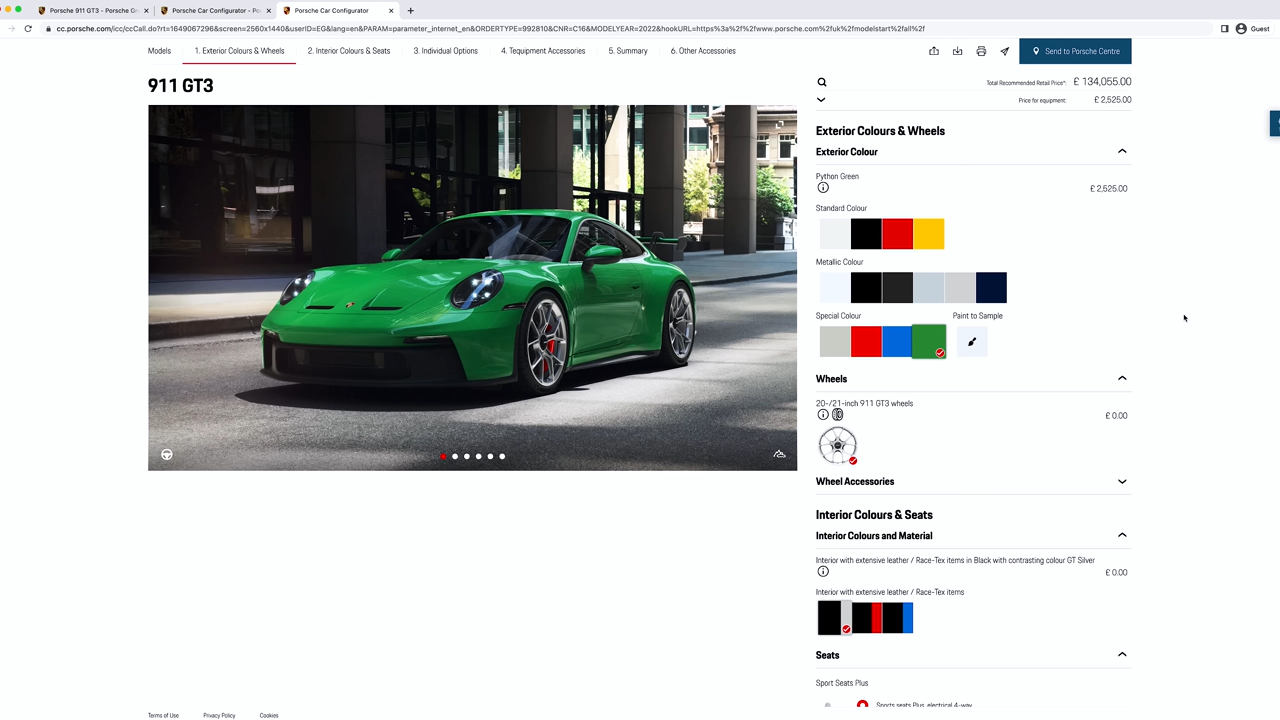 Porsche 911 GT3 - Porsche Gr
Porsche Car Configurator - Po
Porsche Car Configurator
cc.porsche.com/icc/ccCall.do?rt=1649067296&screen=2560x1440&userID=EG&lang=en&PARAM=parameter_internet_en&ORDERTYPE=992810&CNR=C16&MODELYEAR=2022&hookURL=https%3a%2f%2fwww.porsche.com%2fuk%2fmodelstart%2fall%2f
Guest
Models
1. Exterior Colours & Wheels
2. Interior Colours & Seats
3. Individual Options
4. Tequipment Accessories
5. Summary
6. Other Accessories
Send to Porsche Centre
911 GT3
Total Recommended Retail Price*: £ 134,055.00
Price for equipment: £ 2,525.00
Exterior Colours & Wheels
Exterior Colour
Python Green
£ 2,525.00
Standard Colour
Metallic Colour
Special Colour
Paint to Sample
Wheels
20-/21-inch 911 GT3 wheels
£ 0.00
Wheel Accessories
Interior Colours & Seats
Interior Colours and Material
Interior with extensive leather / Race-Tex items in Black with contrasting colour GT Silver
£ 0.00
Interior with extensive leather / Race-Tex items
Seats
Sport Seats Plus
Sports seats Plus, electrical 4-way
Terms of Use
Privacy Policy
Cookies